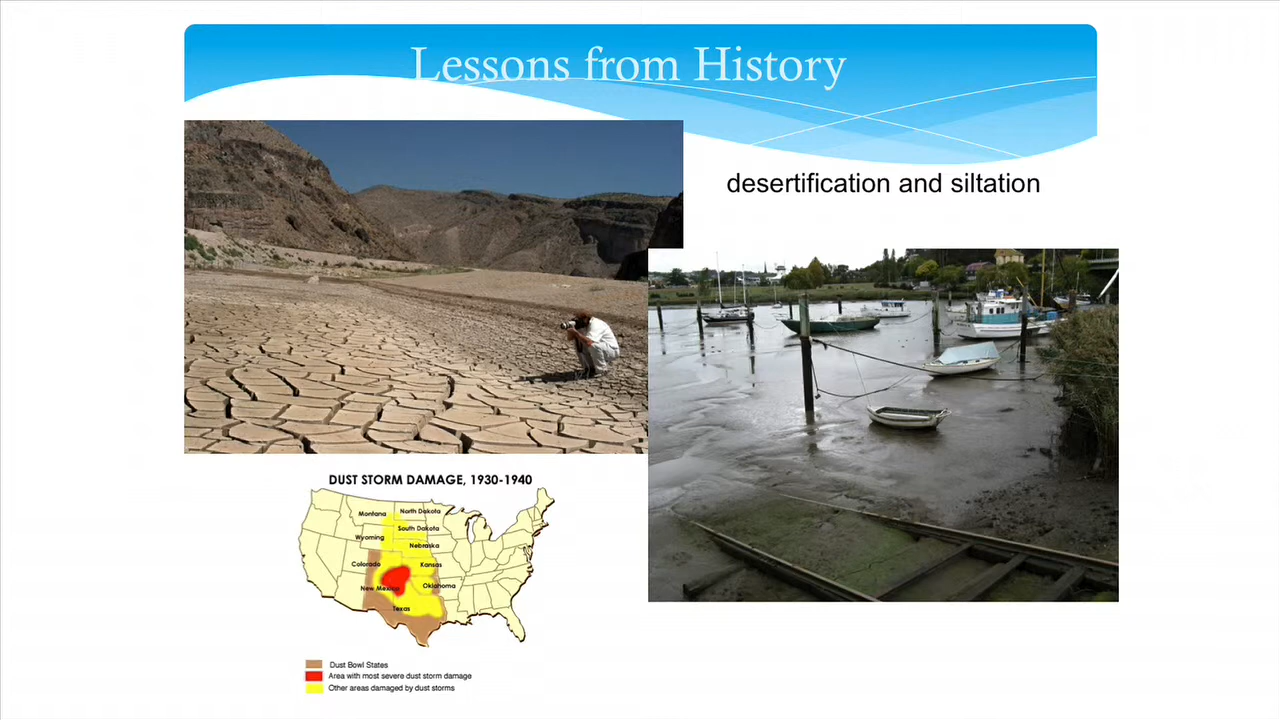 Lessons from History
desertification and siltation
DUST STORM DAMAGE, 1930-1940
Montana
North Dakota
South Dakota
Wyoming
Nebraska
Colorado
Kansas
New Mexico
Oklahoma
Texas
Dust Bowl States
Area with most severe dust storm damage
Other areas damaged by dust storms